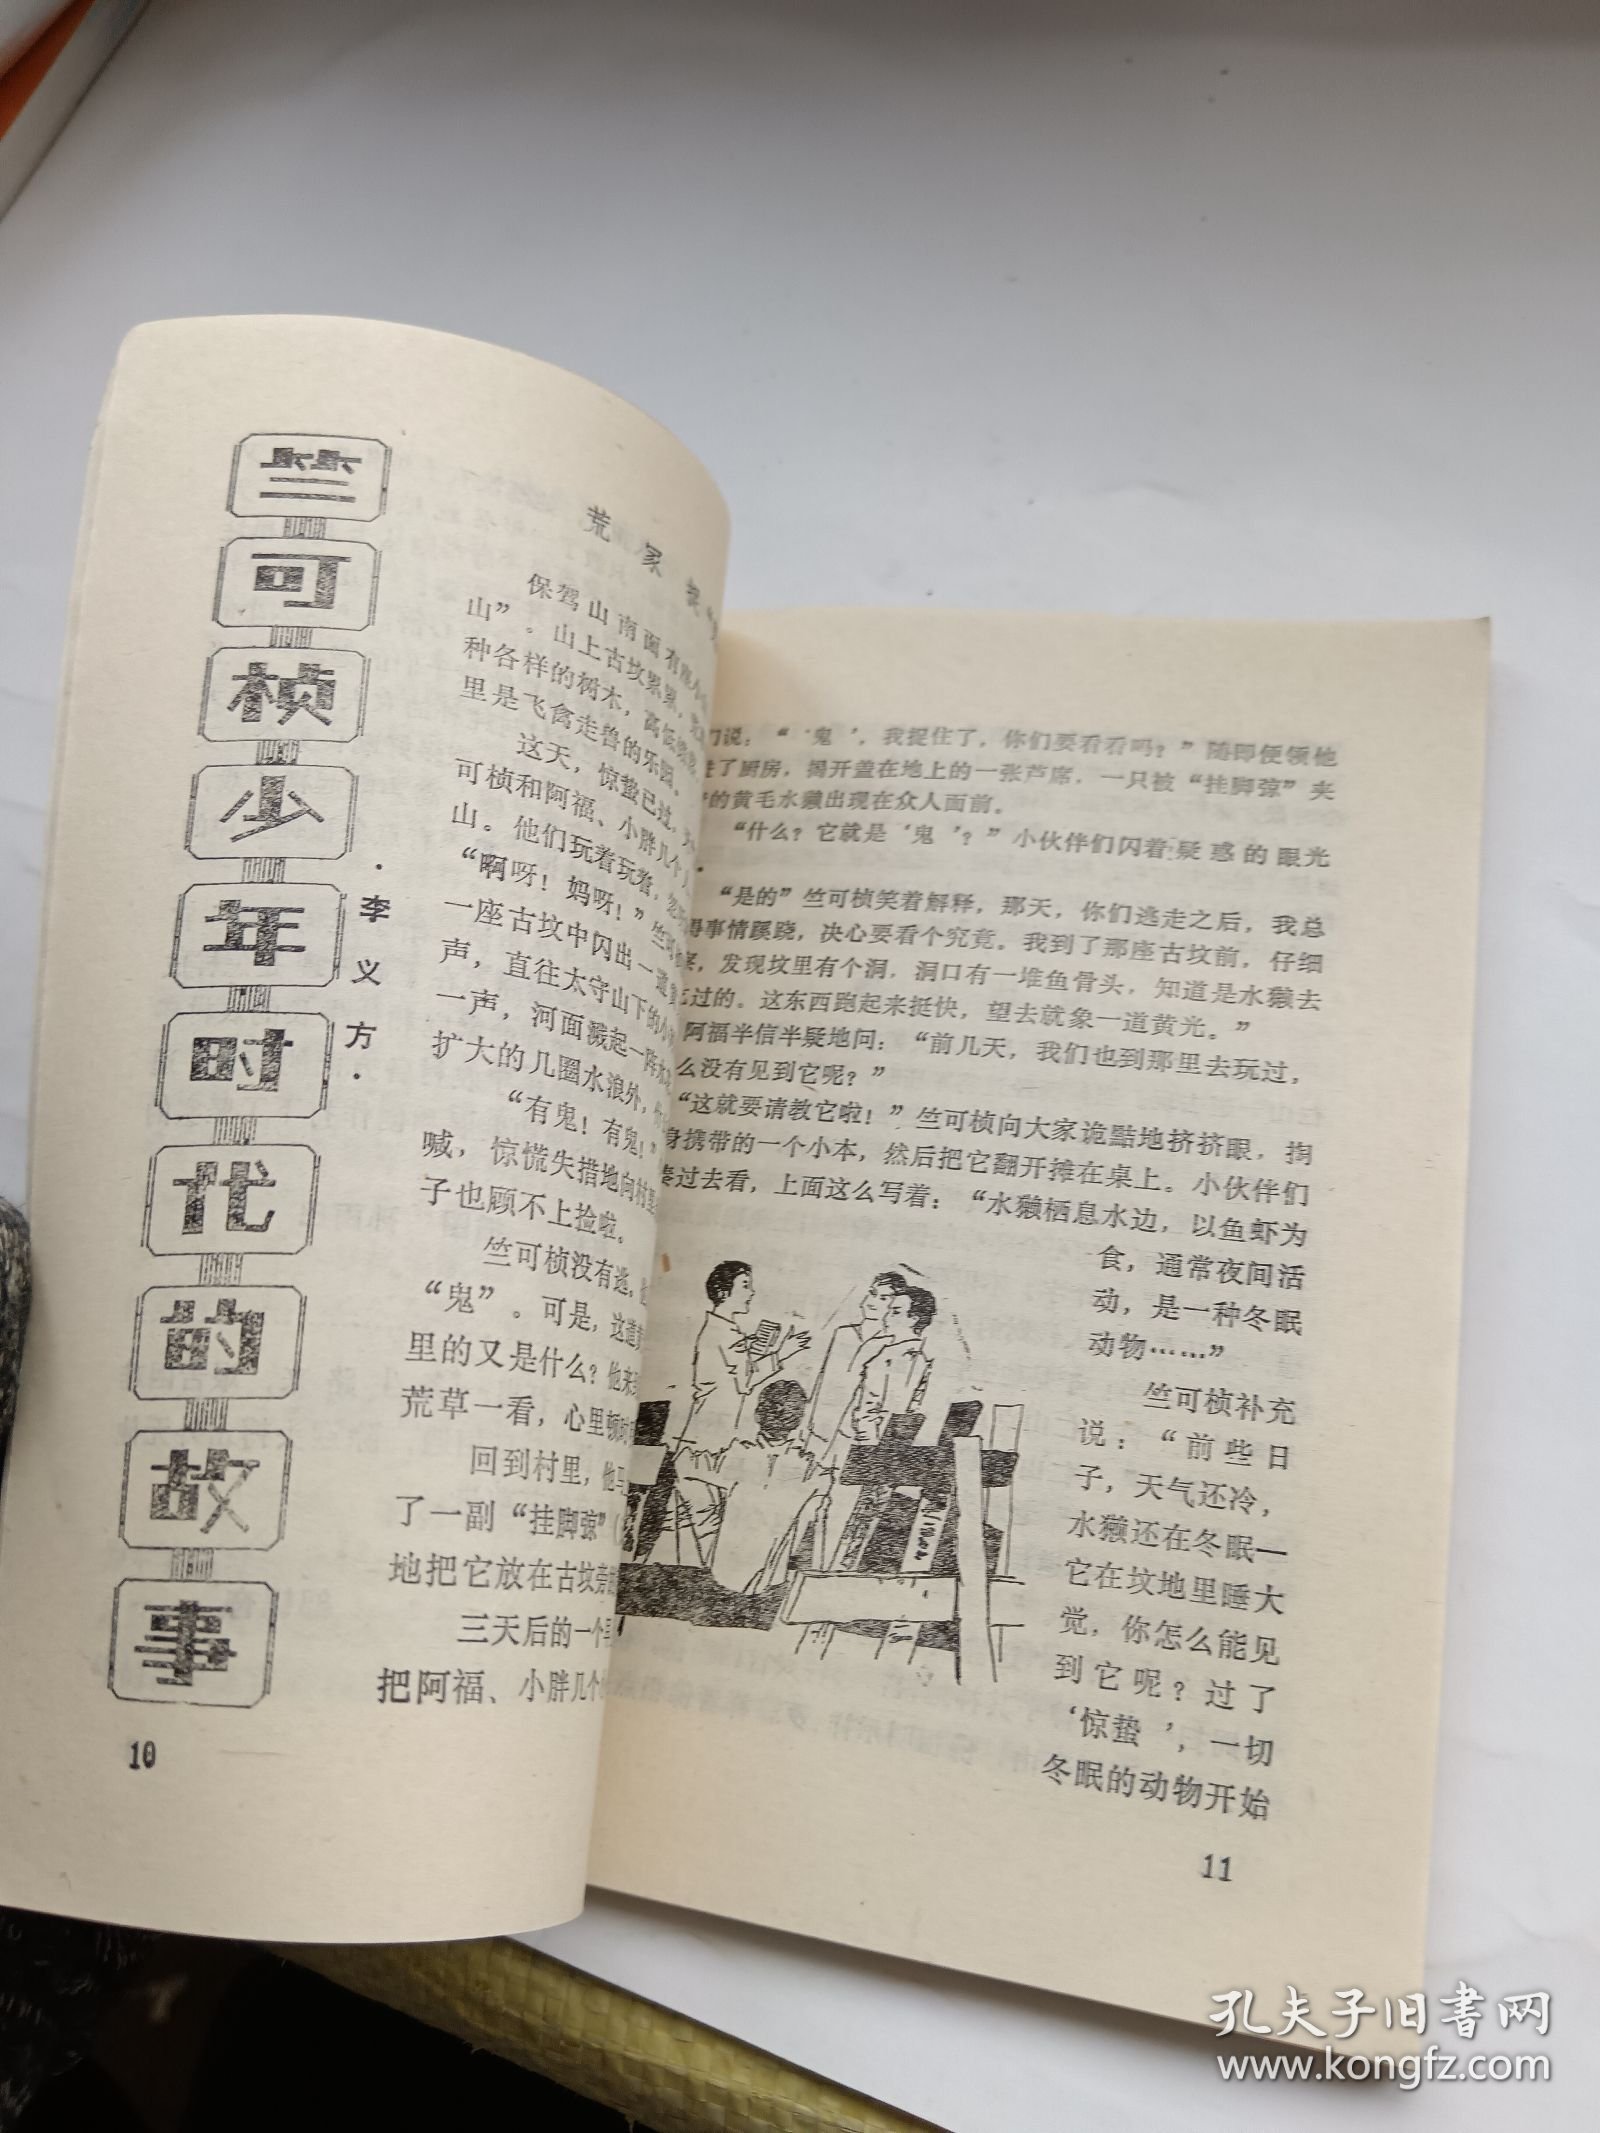 竺可桢少年时代的故事
·李义方·
荒冢捉“
保驾山南面有座小
山”。山上古坟累累，
种各样的树木，高低
里是飞禽走兽的乐园。
这天，惊蛰已过，
可桢和阿福、小胖几个
山。他们玩着玩着，忽
“啊呀！妈呀！”竺可
一座古坟中闪出一道
声，直往太守山下的小
一声，河面溅起一阵水
扩大的几圈水浪外，
“有鬼！有鬼！”
喊，惊慌失措地向村里
子也顾不上捡啦。
竺可桢没有逃，
“鬼”。可是，这道
里的又是什么？他来到
荒草一看，心里顿时
回到村里，他马
了一副“挂脚弶”（
地把它放在古坟旁
三天后的一个
把阿福、小胖几个
10
们说：“‘鬼’，我捉住了，你们要看看吗？”随即便领他
进了厨房，揭开盖在地上的一张芦席，一只被“挂脚弶”夹
的黄毛水獭出现在众人面前。
“什么？它就是‘鬼’？”小伙伴们闪着疑惑的眼光
“是的”竺可桢笑着解释，那天，你们逃走之后，我总
得事情蹊跷，决心要看个究竟。我到了那座古坟前，仔细
，发现坟里有个洞，洞口有一堆鱼骨头，知道是水獭去
过的。这东西跑起来挺快，望去就象一道黄光。”
阿福半信半疑地问：“前几天，我们也到那里去玩过，
么没有见到它呢？”
“这就要请教它啦！”竺可桢向大家诡黠地挤挤眼，掏
身携带的一个小本，然后把它翻开摊在桌上。小伙伴们
凑过去看，上面这么写着：“水獭栖息水边，以鱼虾为
食，通常夜间活
动，是一种冬眠
动物……”
竺可桢补充
说：“前些日
子，天气还冷，
水獭还在冬眠—
它在坟地里睡大
觉，你怎么能见
到它呢？过了
‘惊蛰’，一切
冬眠的动物开始
11
孔夫子旧书网
www.kongfz.com